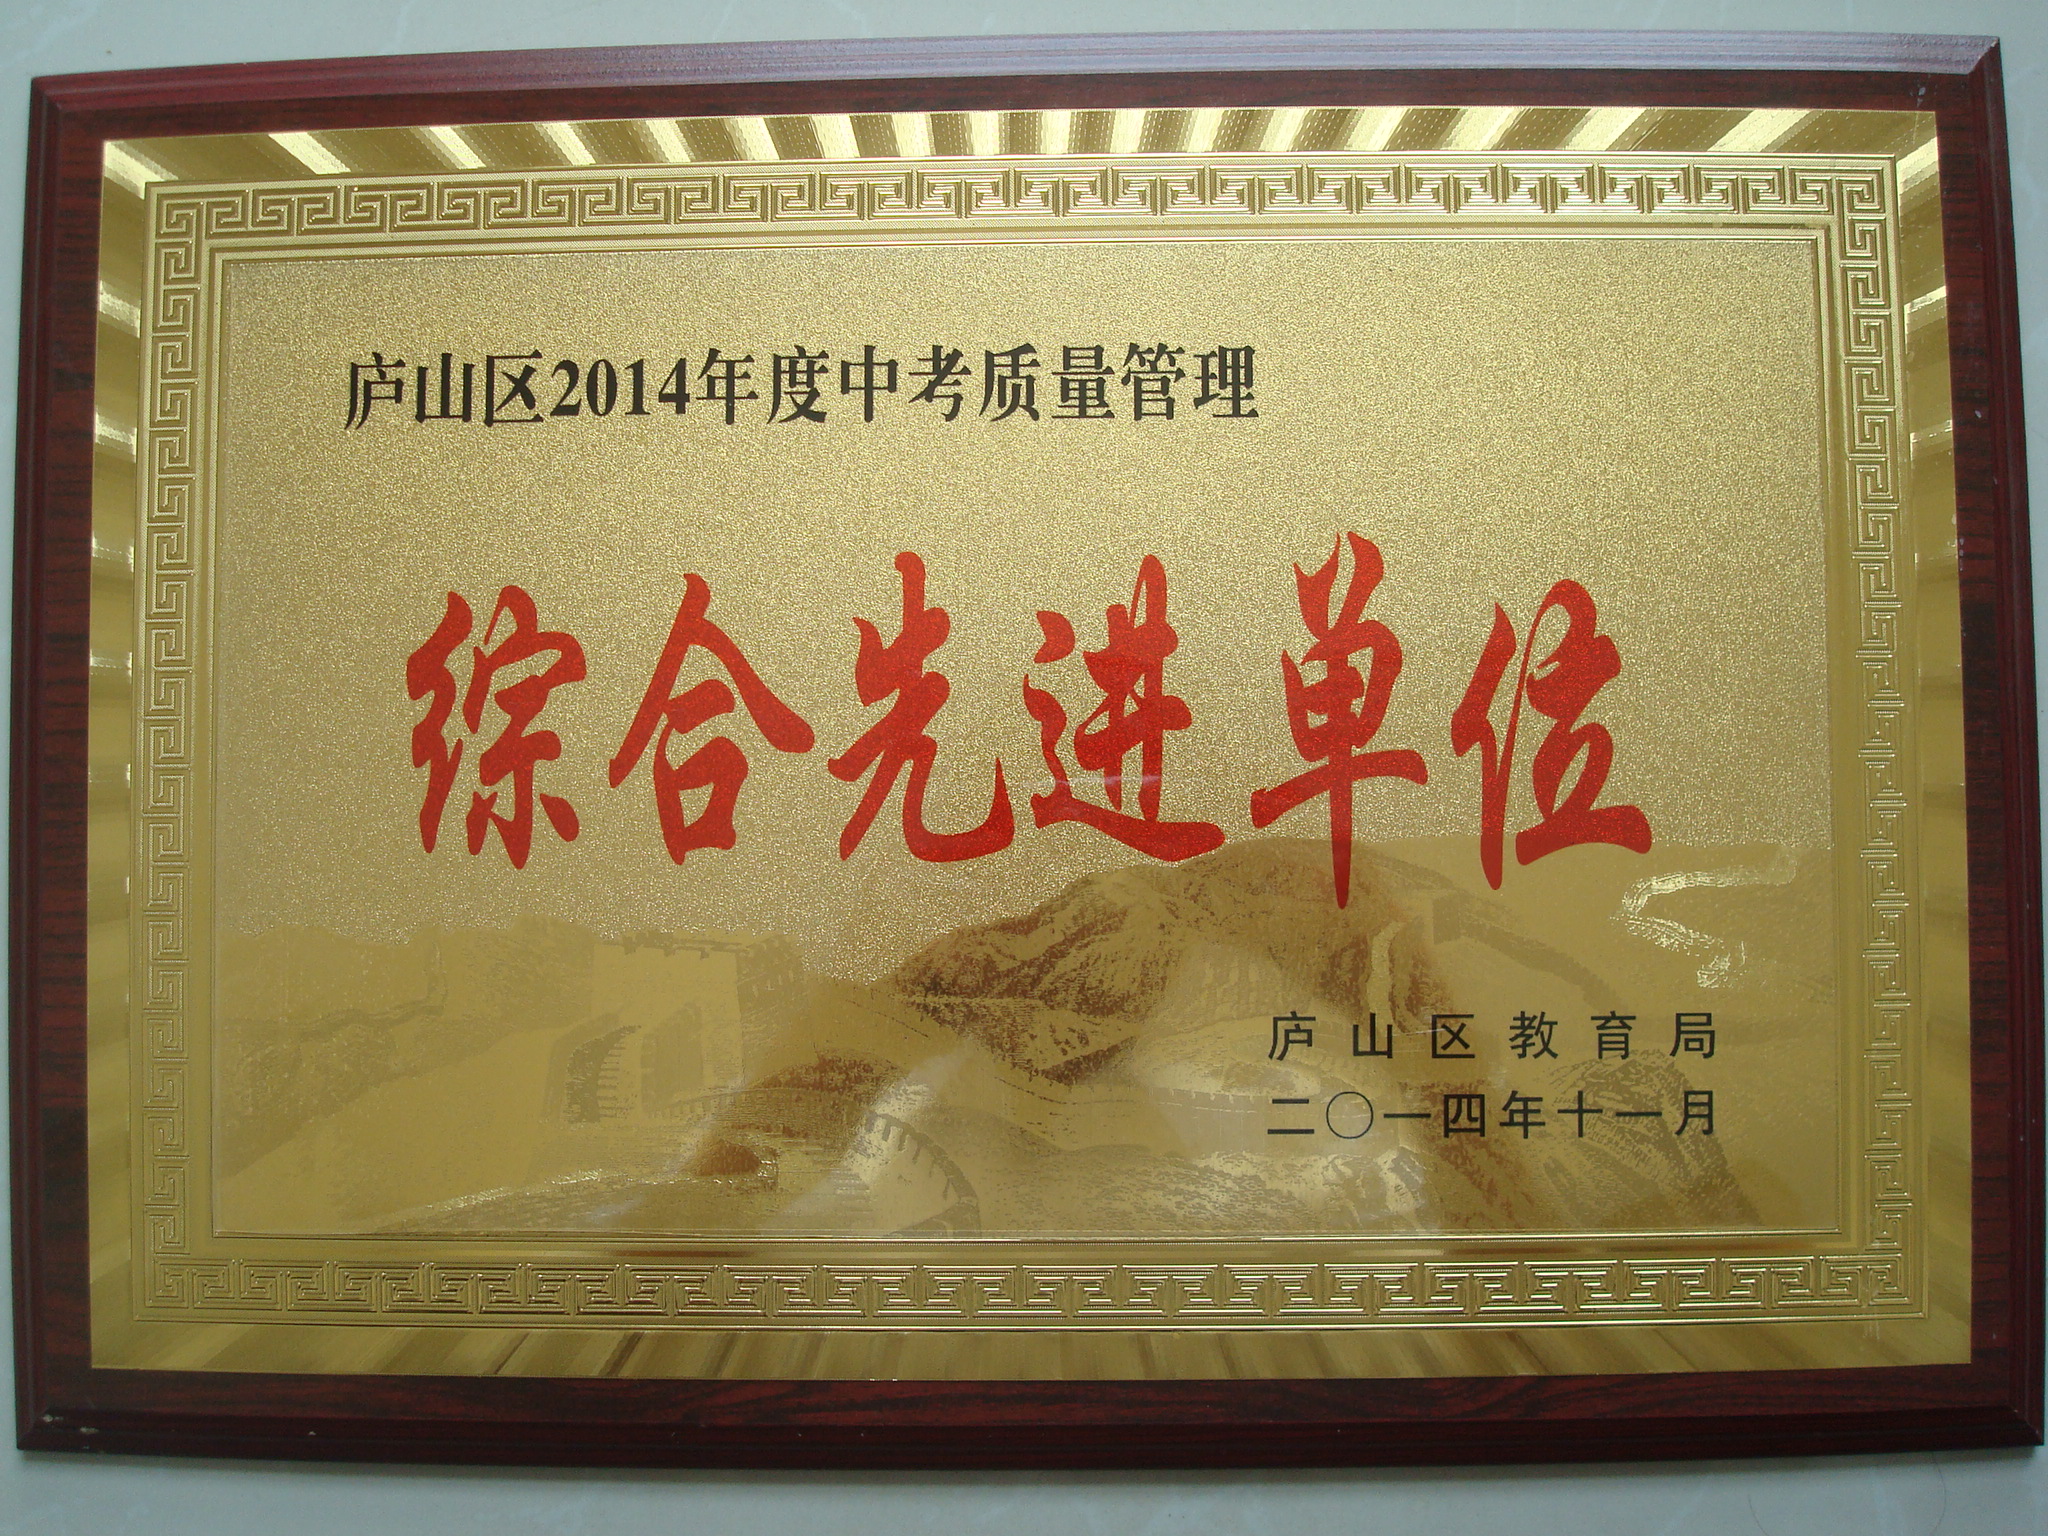 庐山区2014年度中考质量管理
综合先进单位
庐山区教育局
二〇一四年十一月